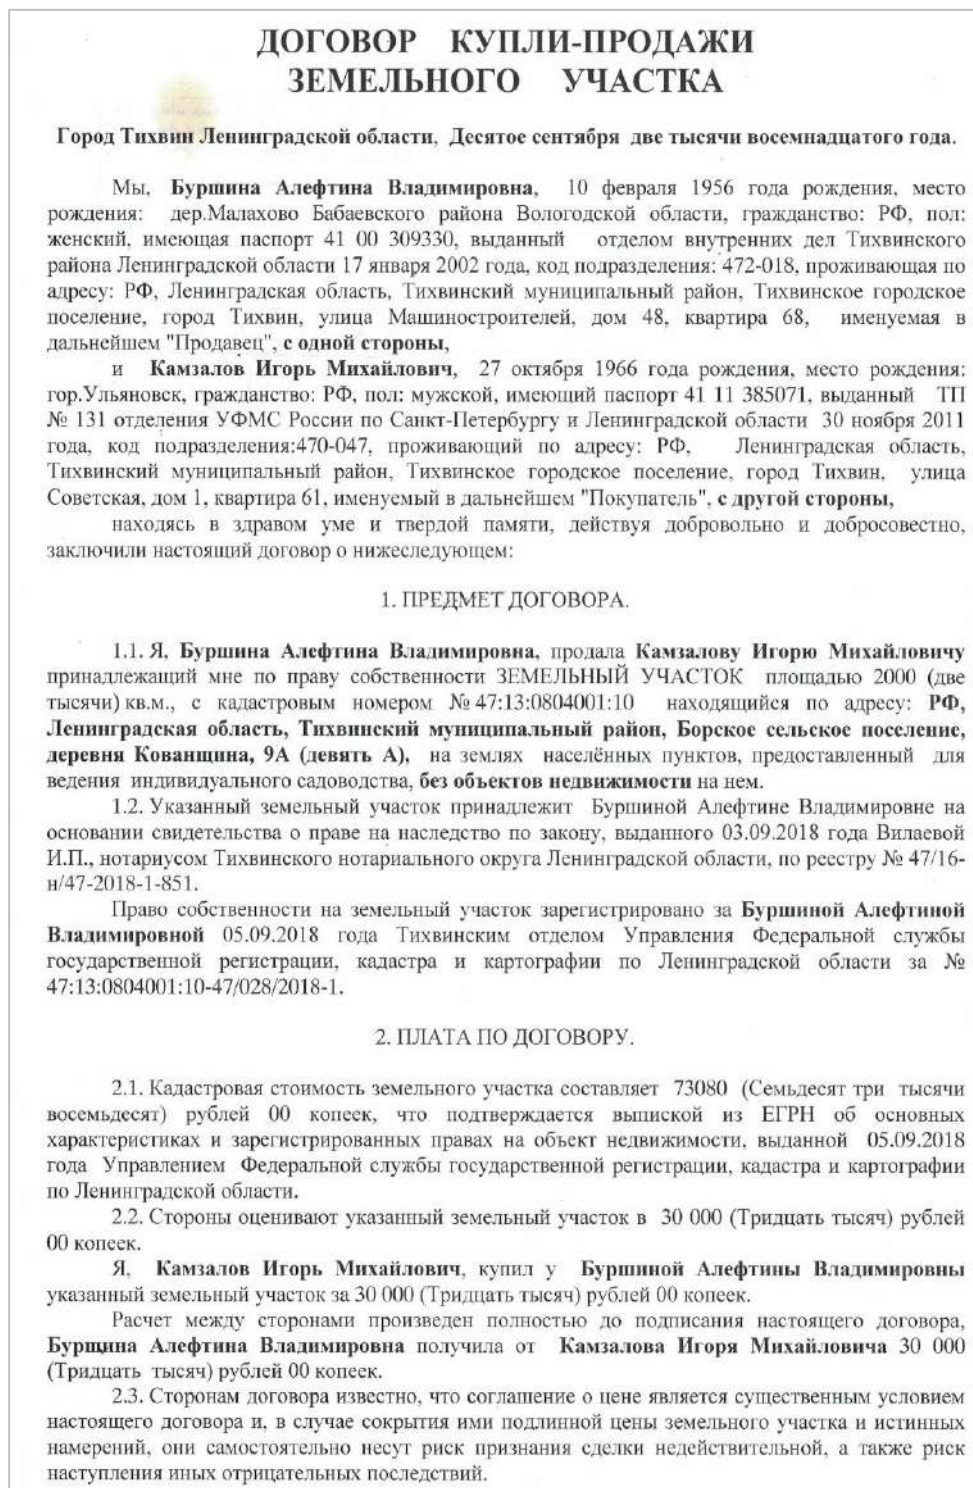 ДОГОВОР КУПЛИ-ПРОДАЖИ
ЗЕМЕЛЬНОГО УЧАСТКА
Город Тихвин Ленинградской области, Десятое сентября две тысячи восемнадцатого года.
Мы, Буршина Алефтина Владимировна, 10 февраля 1956 года рождения, место
рождения: дер.Малахово Бабаевского района Вологодской области, гражданство: РФ, пол:
женский, имеющая паспорт 41 00 309330, выданный отделом внутренних дел Тихвинского
района Ленинградской области 17 января 2002 года, код подразделения: 472-018, проживающая по
адресу: РФ, Ленинградская область, Тихвинский муниципальный район, Тихвинское городское
поселение, город Тихвин, улица Машиностроителей, дом 48, квартира 68, именуемая в
дальнейшем "Продавец", с одной стороны,
и Камзалов Игорь Михайлович, 27 октября 1966 года рождения, место рождения:
гор.Ульяновск, гражданство: РФ, пол: мужской, имеющий паспорт 41 11 385071, выданный ТП
№ 131 отделения УФМС России по Санкт-Петербургу и Ленинградской области 30 ноября 2011
года, код подразделения:470-047, проживающий по адресу: РФ, Ленинградская область,
Тихвинский муниципальный район, Тихвинское городское поселение, город Тихвин, улица
Советская, дом 1, квартира 61, именуемый в дальнейшем "Покупатель", с другой стороны,
находясь в здравом уме и твердой памяти, действуя добровольно и добросовестно,
заключили настоящий договор о нижеследующем:
1. ПРЕДМЕТ ДОГОВОРА.
1.1. Я, Буршина Алефтина Владимировна, продала Камзалову Игорю Михайловичу
принадлежащий мне по праву собственности ЗЕМЕЛЬНЫЙ УЧАСТОК площадью 2000 (две
тысячи) кв.м., с кадастровым номером № 47:13:0804001:10 находящийся по адресу: РФ,
Ленинградская область, Тихвинский муниципальный район, Борское сельское поселение,
деревня Кованщина, 9А (девять А), на землях населённых пунктов, предоставленный для
ведения индивидуального садоводства, без объектов недвижимости на нем.
1.2. Указанный земельный участок принадлежит Буршиной Алефтине Владимировне на
основании свидетельства о праве на наследство по закону, выданного 03.09.2018 года Вилаевой
И.П., нотариусом Тихвинского нотариального округа Ленинградской области, по реестру № 47/16-
н/47-2018-1-851.
Право собственности на земельный участок зарегистрировано за Буршиной Алефтиной
Владимировной 05.09.2018 года Тихвинским отделом Управления Федеральной службы
государственной регистрации, кадастра и картографии по Ленинградской области за №
47:13:0804001:10-47/028/2018-1.
2. ПЛАТА ПО ДОГОВОРУ.
2.1. Кадастровая стоимость земельного участка составляет 73080 (Семьдесят три тысячи
восемьдесят) рублей 00 копеек, что подтверждается выпиской из ЕГРН об основных
характеристиках и зарегистрированных правах на объект недвижимости, выданной 05.09.2018
года Управлением Федеральной службы государственной регистрации, кадастра и картографии
по Ленинградской области.
2.2. Стороны оценивают указанный земельный участок в 30 000 (Тридцать тысяч) рублей
00 копеек.
Я, Камзалов Игорь Михайлович, купил у Буршиной Алефтины Владимировны
указанный земельный участок за 30 000 (Тридцать тысяч) рублей 00 копеек.
Расчет между сторонами произведен полностью до подписания настоящего договора,
Бурщина Алефтина Владимировна получила от Камзалова Игоря Михайловича 30 000
(Тридцать тысяч) рублей 00 копеек.
2.3. Сторонам договора известно, что соглашение о цене является существенным условием
настоящего договора и, в случае сокрытия ими подлинной цены земельного участка и истинных
намерений, они самостоятельно несут риск признания сделки недействительной, а также риск
наступления иных отрицательных последствий.